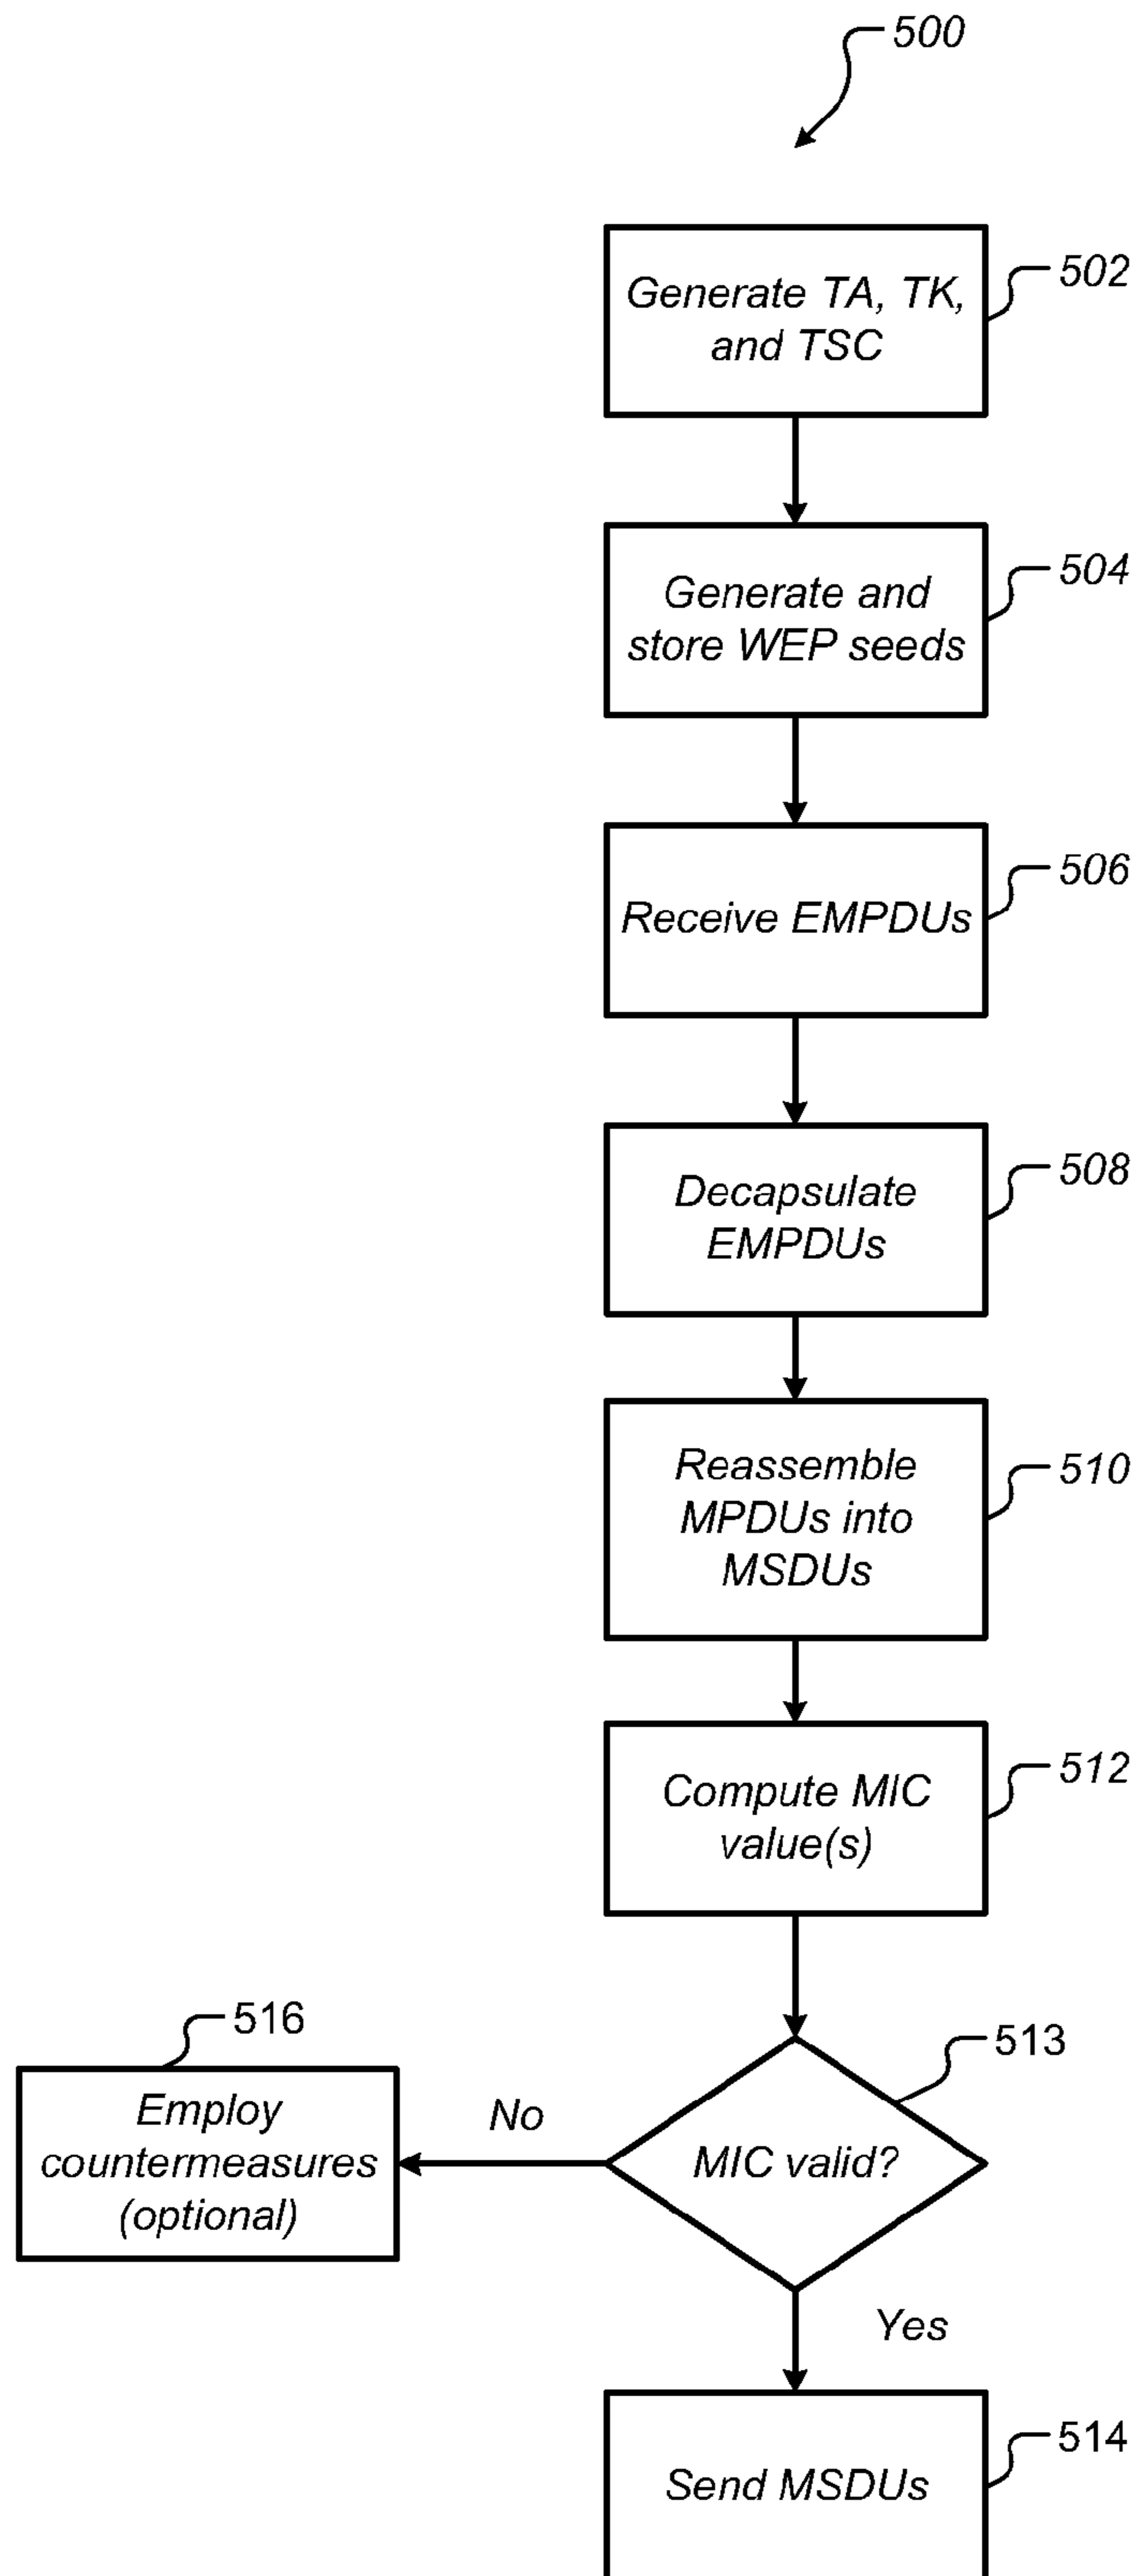 500
Generate TA, TK,
and TSC
502
Generate and
store WEP seeds
504
Receive EMPDUs
506
Decapsulate
EMPDUs
508
Reassemble
MPDUs into
MSDUs
510
Compute MIC
value(s)
512
516
Employ
countermeasures
(optional)
No
513
MIC valid?
Yes
Send MSDUs
514